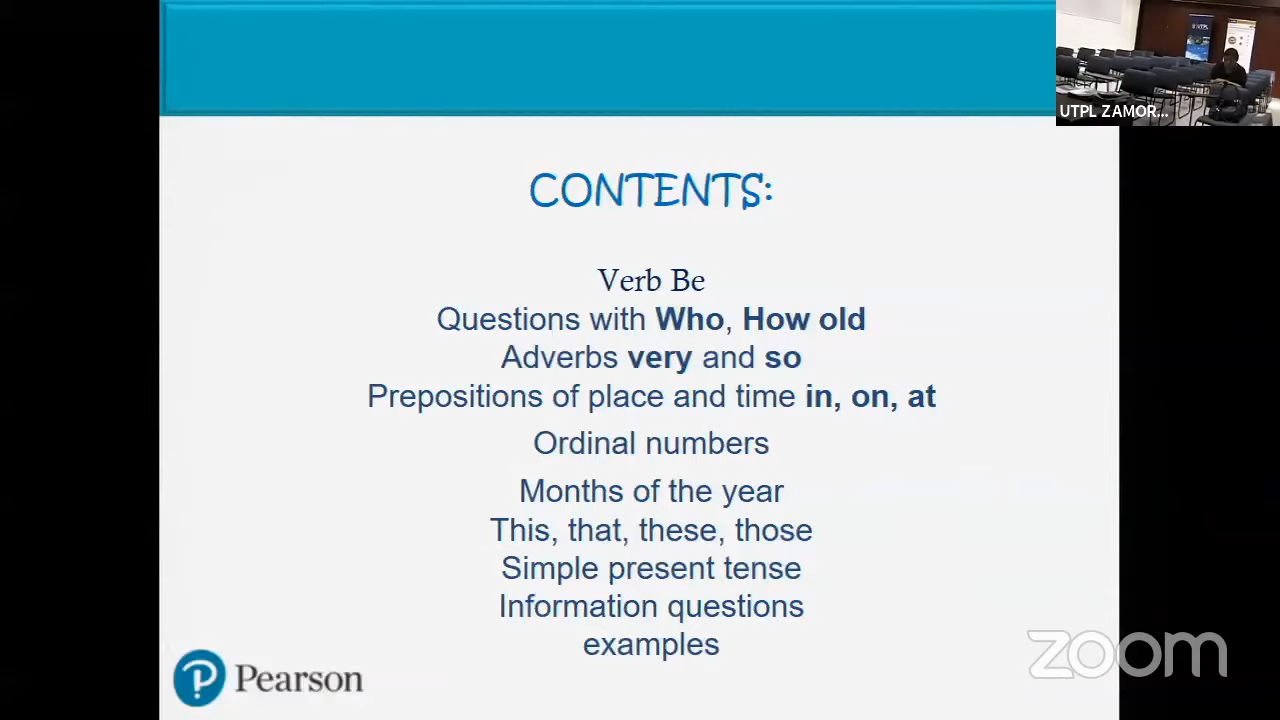 CONTENTS:
Verb Be
Questions with Who, How old
Adverbs very and so
Prepositions of place and time in, on, at
Ordinal numbers
Months of the year
This, that, these, those
Simple present tense
Information questions
examples
Pearson
zoom
UTPL ZAMOR...
UTPL